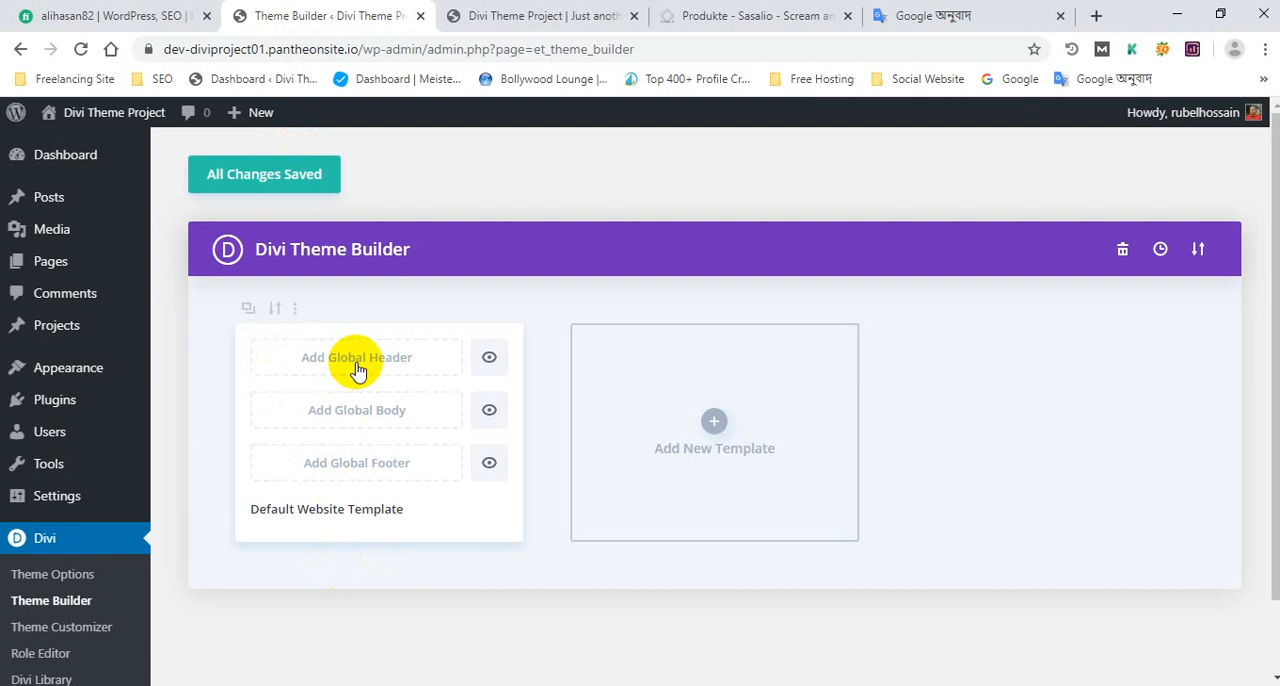 alihasan82 | WordPress, SEO |
Theme Builder ‹ Divi Theme Pr
Divi Theme Project | Just anoth
Produkte - Sasalio - Scream an
Google অনুবাদ
dev-diviproject01.pantheonsite.io/wp-admin/admin.php?page=et_theme_builder
Freelancing Site
SEO
Dashboard ‹ Divi Th...
Dashboard | Meiste...
Bollywood Lounge |...
Top 400+ Profile Cr...
Free Hosting
Social Website
Google
Google অনুবাদ
»
Divi Theme Project
0
New
Howdy, rubelhossain
Dashboard
Posts
Media
Pages
Comments
Projects
Appearance
Plugins
Users
Tools
Settings
Divi
Theme Options
Theme Builder
Theme Customizer
Role Editor
Divi Library
All Changes Saved
D Divi Theme Builder
Add Global Header
Add Global Body
Add Global Footer
Default Website Template
Add New Template